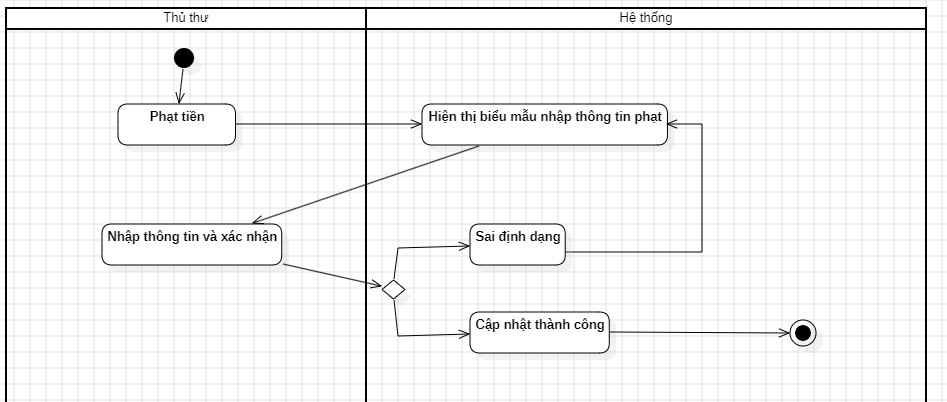 Thủ thư
Hệ thống
Phạt tiền
Hiện thị biểu mẫu nhập thông tin phạt
Nhập thông tin và xác nhận
Sai định dạng
Cập nhật thành công